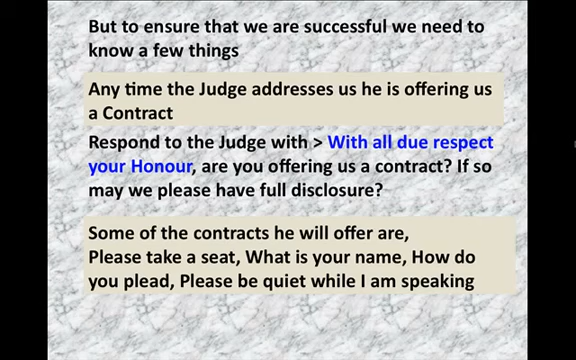 But to ensure that we are successful we need to
know a few things
Any time the Judge addresses us he is offering us
a Contract
Respond to the Judge with > With all due respect
your Honour, are you offering us a contract? If so
may we please have full disclosure?
Some of the contracts he will offer are,
Please take a seat, What is your name, How do
you plead, Please be quiet while I am speaking